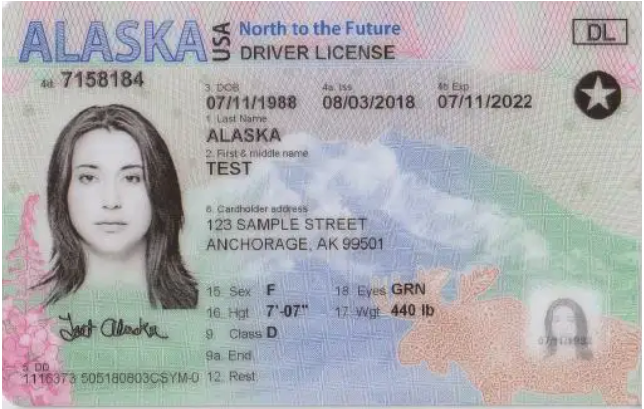 ALASKA USA North to the Future
DRIVER LICENSE
DL
4d. 7158184
3. DOB 4a. Iss 4b. Exp
07/11/1988 08/03/2018 07/11/2022
1. Last Name
ALASKA
2. First & middle name
TEST
8. Cardholder address
123 SAMPLE STREET
ANCHORAGE, AK 99501
15. Sex F 18. Eyes GRN
16. Hgt 7'-07" 17. Wgt 440 lb
9. Class D
9a. End.
12. Rest.
Test Alaska
5. DD
1116373 505180803CSYM-0
07/11/1988